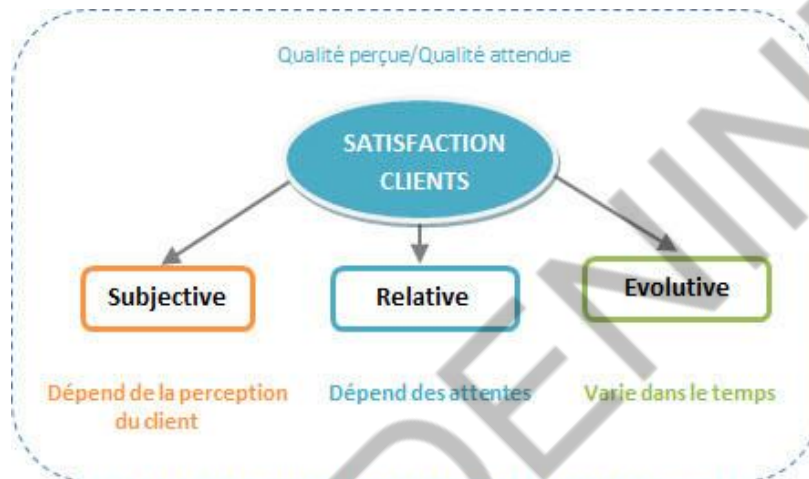 Qualité perçue/Qualité attendue
SATISFACTION
CLIENTS
Subjective
Relative
Evolutive
Dépend de la perception
du client
Dépend des attentes
Varie dans le temps